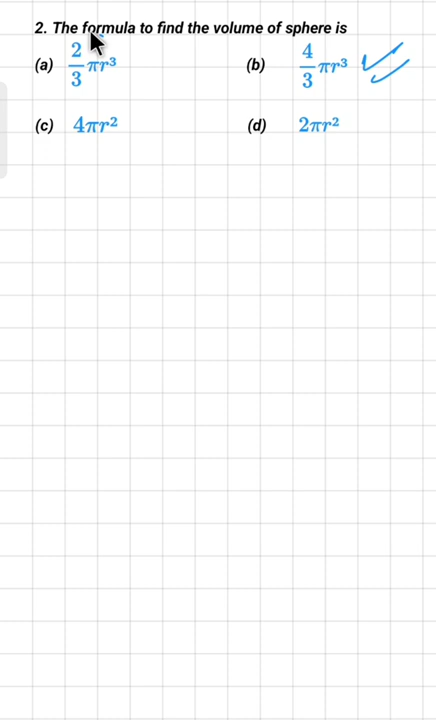 2. The formula to find the volume of sphere is
(a) 2/3 πr³ (b) 4/3 πr³
(c) 4πr² (d) 2πr²